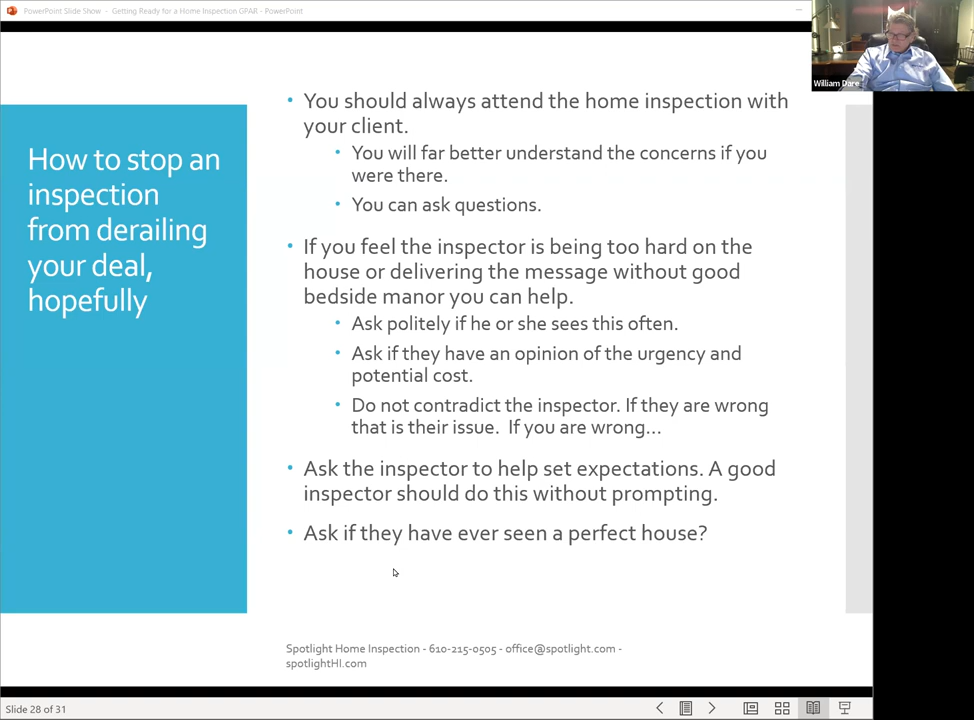 PowerPoint Slide Show - Getting Ready for a Home Inspection GPAR - PowerPoint
William Dare
How to stop an
inspection
from derailing
your deal,
hopefully
• You should always attend the home inspection with
your client.
• You will far better understand the concerns if you
were there.
• You can ask questions.
• If you feel the inspector is being too hard on the
house or delivering the message without good
bedside manor you can help.
• Ask politely if he or she sees this often.
• Ask if they have an opinion of the urgency and
potential cost.
• Do not contradict the inspector. If they are wrong
that is their issue. If you are wrong...
• Ask the inspector to help set expectations. A good
inspector should do this without prompting.
• Ask if they have ever seen a perfect house?
Spotlight Home Inspection - 610-215-0505 - office@spotlight.com -
spotlightHI.com
Slide 28 of 31